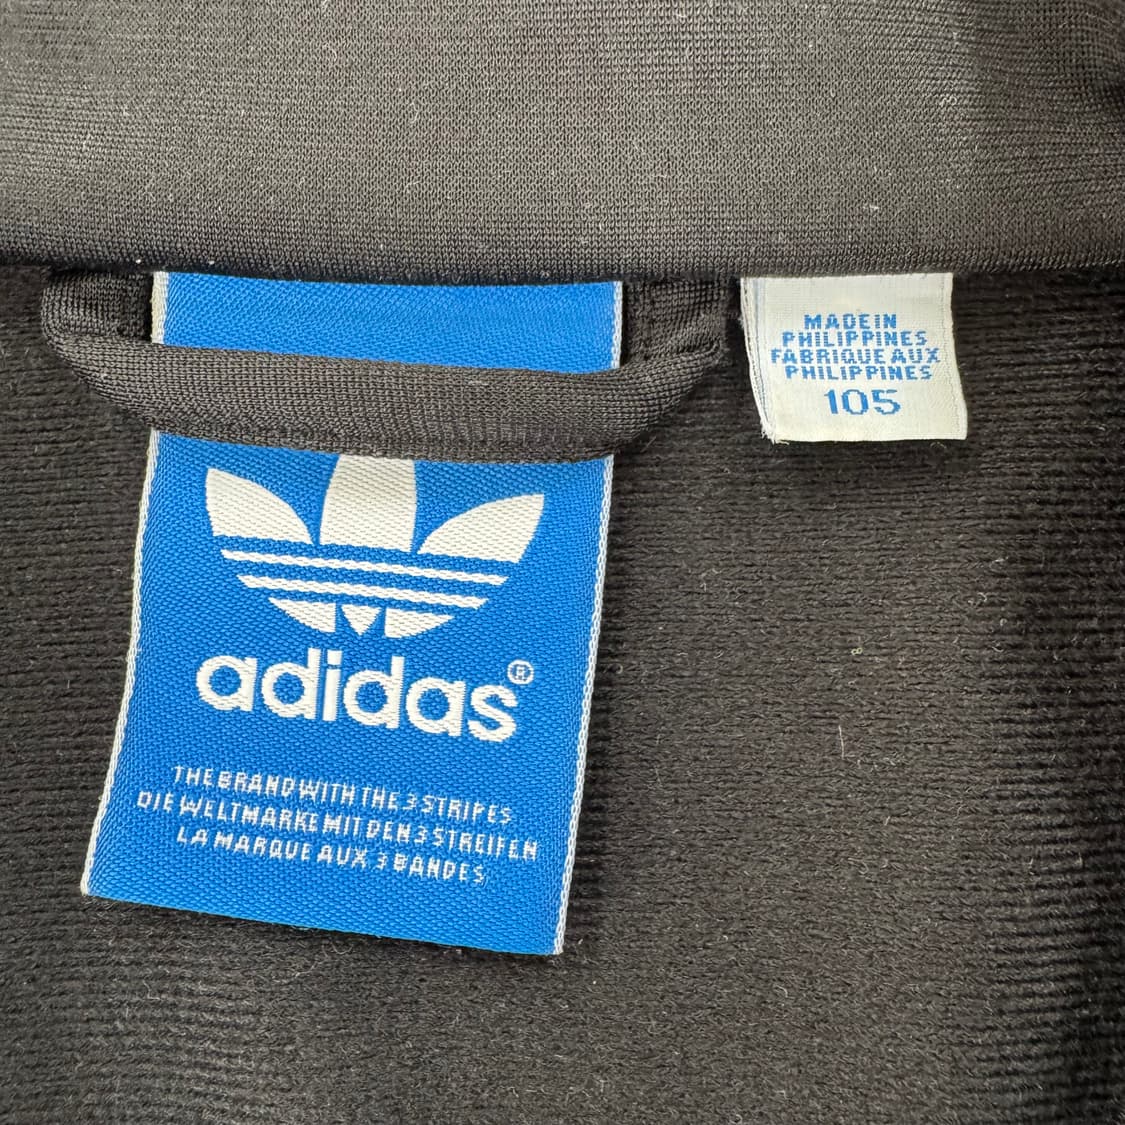 adidas®
THE BRAND WITH THE 3 STRIPES
DIE WELTMARKE MIT DEN 3 STREIFEN
LA MARQUE AUX 3 BANDES
MADE IN
PHILIPPINES
FABRIQUE AUX
PHILIPPINES
105